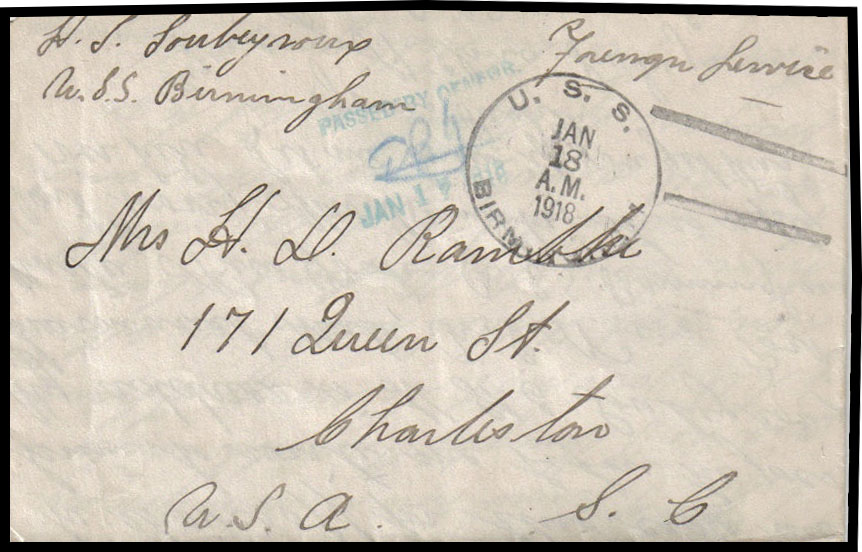 H. S. Soubeyroux
U.S.S. Birmingham
Foreign Service
PASSED BY CENSOR
JAN 1 1918
U. S. S.
JAN
18
A.M.
1918
BIRM
Mrs H. D.
171 Queen St.
Charleston
U.S.A. S. C